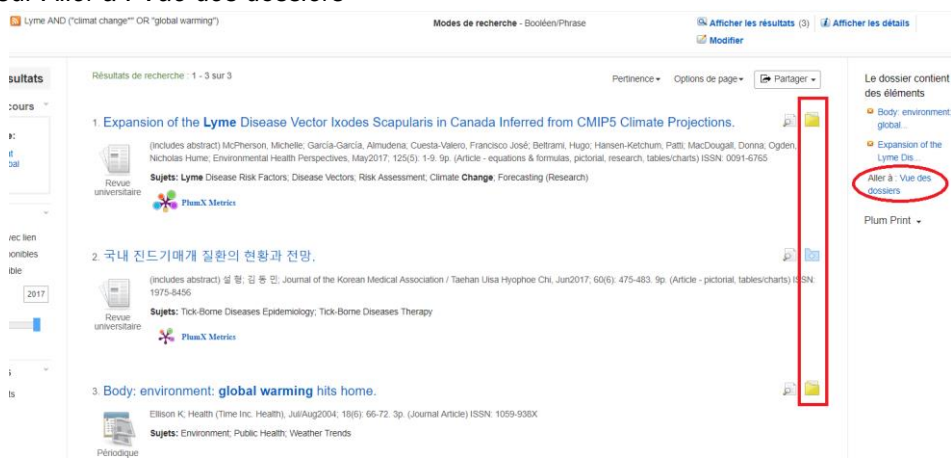 Aller à : Vue des dossiers
Lyme AND ("climat change*" OR "global warming")
Modes de recherche - Booléen/Phrase
Afficher les résultats (3) Afficher les détails
Modifier
sultats
Résultats de recherche : 1 - 3 sur 3
Pertinence Options de page Partager
Le dossier contient
des éléments
Body: environment:
global...
Expansion of the
Lyme Dis...
Aller à : Vue des
dossiers
Plum Print
1. Expansion of the Lyme Disease Vector Ixodes Scapularis in Canada Inferred from CMIP5 Climate Projections.
(includes abstract) McPherson, Michelle; García-García, Almudena; Cuesta-Valero, Francisco José; Beltrami, Hugo; Hansen-Ketchum, Patti; MacDougall, Donna; Ogden,
Nicholas Hume; Environmental Health Perspectives, May2017; 125(5): 1-9. 9p. (Article - equations & formulas, pictorial, research, tables/charts) ISSN: 0091-6765
Sujets: Lyme Disease Risk Factors; Disease Vectors; Risk Assessment; Climate Change; Forecasting (Research)
Revue
universitaire
PlumX Metrics
vec lien
ponibles
ible
2017
2. 국내 진드기매개 질환의 현황과 전망.
(includes abstract) 설 형; 김 동 민; Journal of the Korean Medical Association / Taehan Uisa Hyophoe Chi, Jun2017; 60(6): 475-483. 9p. (Article - pictorial, tables/charts) ISSN:
1975-8456
Sujets: Tick-Borne Diseases Epidemiology; Tick-Borne Diseases Therapy
Revue
universitaire
PlumX Metrics
3. Body: environment: global warming hits home.
Ellison K; Health (Time Inc. Health), Jul/Aug2004; 18(6): 66-72. 3p. (Journal Article) ISSN: 1059-938X
Sujets: Environment; Public Health; Weather Trends
Périodique